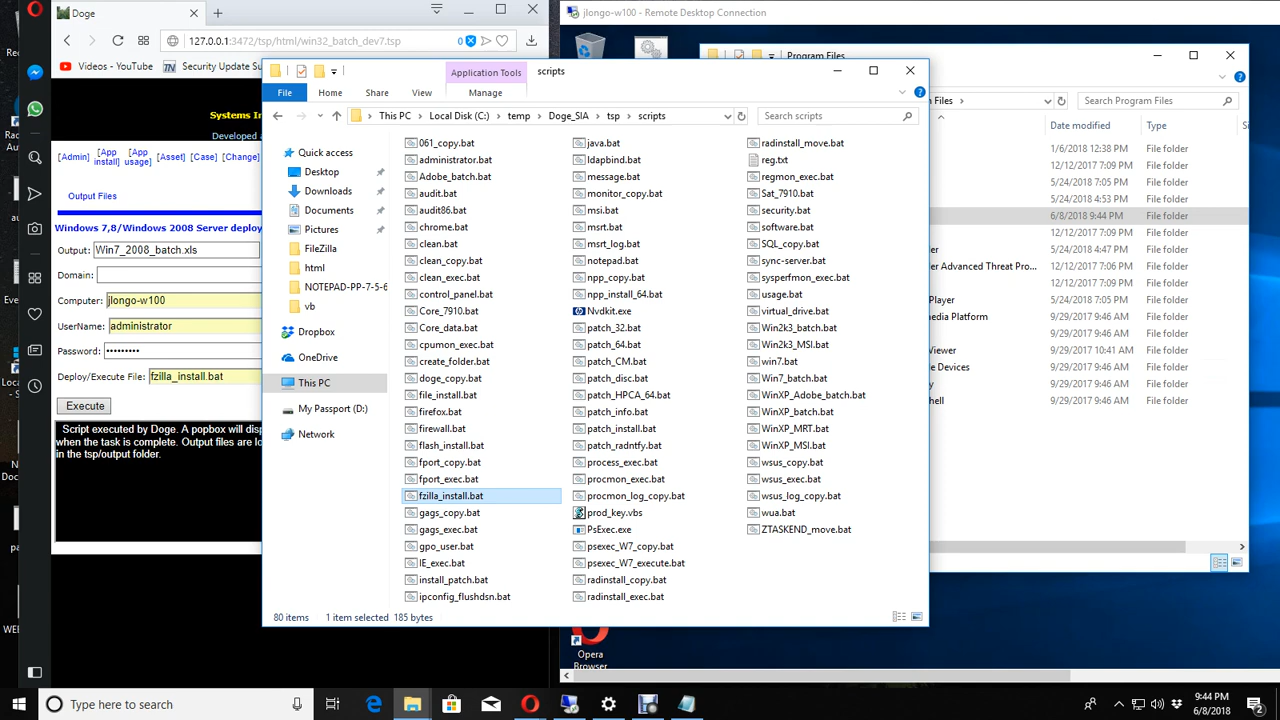 Doge
127.0.0.1:3472/tsp/html/win32_batch_dev7.tsp
0
Videos - YouTube
Security Update Su
Systems In
Developed
[Admin] [App install] [App usage] [Asset] [Case] [Change]
Output Files
Windows 7,8/Windows 2008 Server deploy
Output: Win7_2008_batch.xls
Domain:
Computer: jlongo-w100
UserName: administrator
Password: •••••••••
Deploy/Execute File: fzilla_install.bat
Execute
Script executed by Doge. A popbox will disp
when the task is complete. Output files are lo
in the tsp/output folder.
Application Tools
scripts
File
Home
Share
View
Manage
This PC
Local Disk (C:)
temp
Doge_SIA
tsp
scripts
Search scripts
Quick access
Desktop
Downloads
Documents
Pictures
FileZilla
html
NOTEPAD-PP-7-5-6
vb
Dropbox
OneDrive
This PC
My Passport (D:)
Network
061_copy.bat
administrator.bat
Adobe_batch.bat
audit.bat
audit86.bat
chrome.bat
clean.bat
clean_copy.bat
clean_exec.bat
control_panel.bat
Core_7910.bat
Core_data.bat
cpumon_exec.bat
create_folder.bat
doge_copy.bat
file_install.bat
firefox.bat
firewall.bat
flash_install.bat
fport_copy.bat
fport_exec.bat
fzilla_install.bat
gags_copy.bat
gags_exec.bat
gpo_user.bat
IE_exec.bat
install_patch.bat
ipconfig_flushdsn.bat
java.bat
ldapbind.bat
message.bat
monitor_copy.bat
msi.bat
msrt.bat
msrt_log.bat
notepad.bat
npp_copy.bat
npp_install_64.bat
Nvdkit.exe
patch_32.bat
patch_64.bat
patch_CM.bat
patch_disc.bat
patch_HPCA_64.bat
patch_info.bat
patch_install.bat
patch_radntfy.bat
process_exec.bat
procmon_exec.bat
procmon_log_copy.bat
prod_key.vbs
PsExec.exe
psexec_W7_copy.bat
psexec_W7_execute.bat
radinstall_copy.bat
radinstall_exec.bat
radinstall_move.bat
reg.txt
regmon_exec.bat
Sat_7910.bat
security.bat
software.bat
SQL_copy.bat
sync-server.bat
sysperfmon_exec.bat
usage.bat
virtual_drive.bat
Win2k3_batch.bat
Win2k3_MSI.bat
win7.bat
Win7_batch.bat
WinXP_Adobe_batch.bat
WinXP_batch.bat
WinXP_MRT.bat
WinXP_MSI.bat
wsus_copy.bat
wsus_exec.bat
wsus_log_copy.bat
wua.bat
ZTASKEND_move.bat
80 items 1 item selected 185 bytes
jlongo-w100 - Remote Desktop Connection
Program Files
Search Program Files
Date modified Type
1/6/2018 12:38 PM File folder
12/12/2017 7:09 PM File folder
5/24/2018 7:05 PM File folder
5/24/2018 4:53 PM File folder
6/8/2018 9:44 PM File folder
12/12/2017 7:09 PM File folder
5/24/2018 4:47 PM File folder
er Advanced Threat Pro... 12/12/2017 7:06 PM File folder
12/12/2017 7:09 PM File folder
Player 5/24/2018 7:05 PM File folder
media Platform 9/29/2017 9:46 AM File folder
9/29/2017 9:46 AM File folder
Viewer 9/29/2017 10:41 AM File folder
e Devices 9/29/2017 9:46 AM File folder
9/29/2017 9:46 AM File folder
hell 9/29/2017 9:46 AM File folder
Opera
Browser
Type here to search
9:44 PM
6/8/2018
2